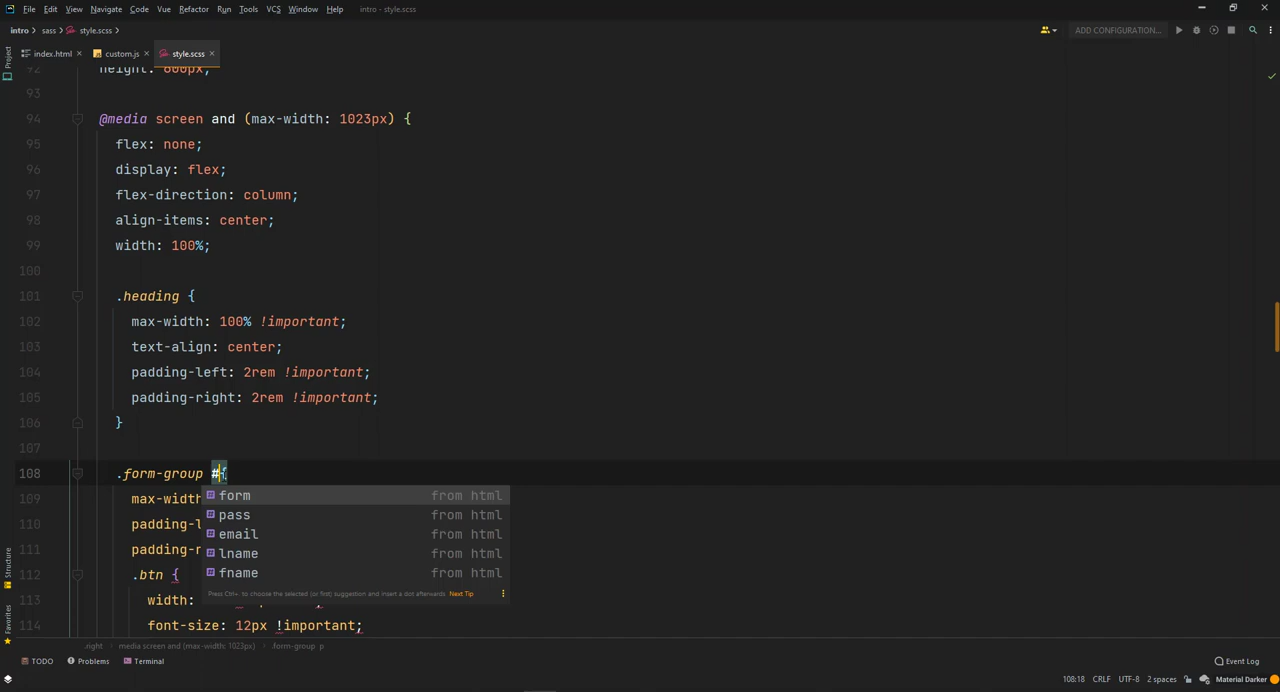 File Edit View Navigate Code Vue Refactor Run Tools VCS Window Help intro - style.scss
intro sass style.scss ADD CONFIGURATION...
Project index.html custom.js style.scss
92 height: 600px;
93
94 @media screen and (max-width: 1023px) {
95 flex: none;
96 display: flex;
97 flex-direction: column;
98 align-items: center;
99 width: 100%;
100
101 .heading {
102 max-width: 100% !important;
103 text-align: center;
104 padding-left: 2rem !important;
105 padding-right: 2rem !important;
106 }
107
108 .form-group #{
109 max-width
form from html
110 padding-l
pass from html
email from html
111 padding-r
lname from html
112 .btn {
fname from html
Press Ctrl+. to choose the selected (or first) suggestion and insert a dot afterwards Next Tip
113 width:
114 font-size: 12px !important;
Structure
Favorites
.right media screen and (max-width: 1023px) .form-group p
TODO Problems Terminal Event Log
108:18 CRLF UTF-8 2 spaces Material Darker